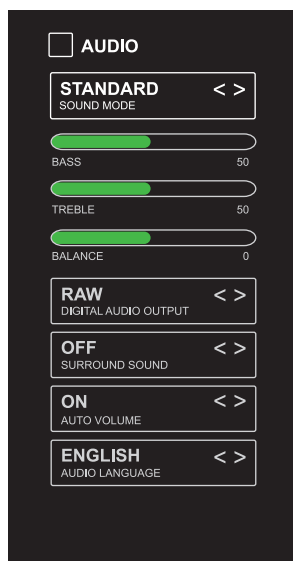 AUDIO
STANDARD < >
SOUND MODE
BASS 50
TREBLE 50
BALANCE 0
RAW < >
DIGITAL AUDIO OUTPUT
OFF < >
SURROUND SOUND
ON < >
AUTO VOLUME
ENGLISH < >
AUDIO LANGUAGE